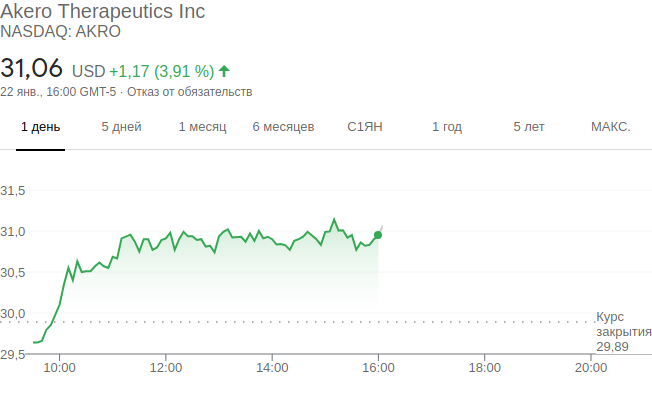 Akero Therapeutics Inc
NASDAQ: AKRO
31,06 USD +1,17 (3,91 %)
22 янв., 16:00 GMT-5 · Отказ от обязательств
1 день 5 дней 1 месяц 6 месяцев С1ЯН 1 год 5 лет МАКС.
31,5
31,0
30,5
30,0
Курс
закрытия
29,89
29,5
10:00 12:00 14:00 16:00 18:00 20:00